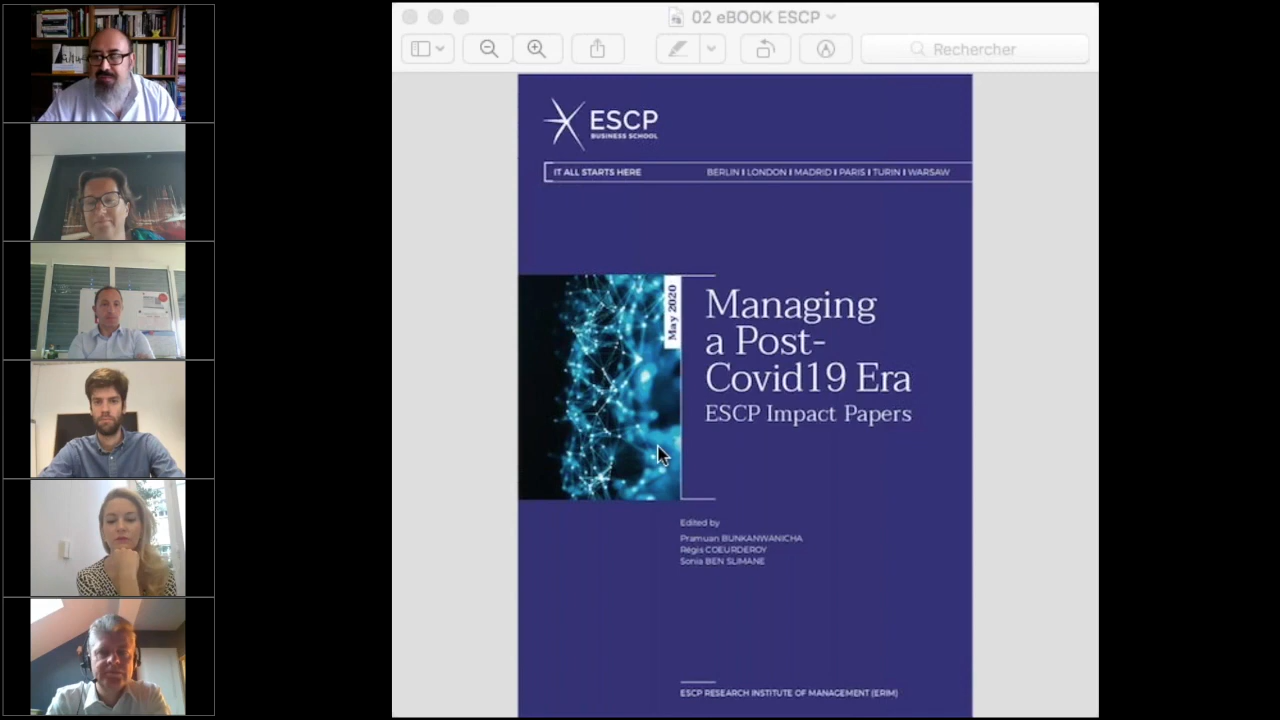 02 eBOOK ESCP
Rechercher
ESCP
BUSINESS SCHOOL
IT ALL STARTS HERE
BERLIN I LONDON I MADRID I PARIS I TURIN I WARSAW
May 2020
Managing
a Post-
Covid19 Era
ESCP Impact Papers
Edited by
Pramuan BUNKANWANICHA
Régis COEURDEROY
Sonia BEN SLIMANE
ESCP RESEARCH INSTITUTE OF MANAGEMENT (ERIM)